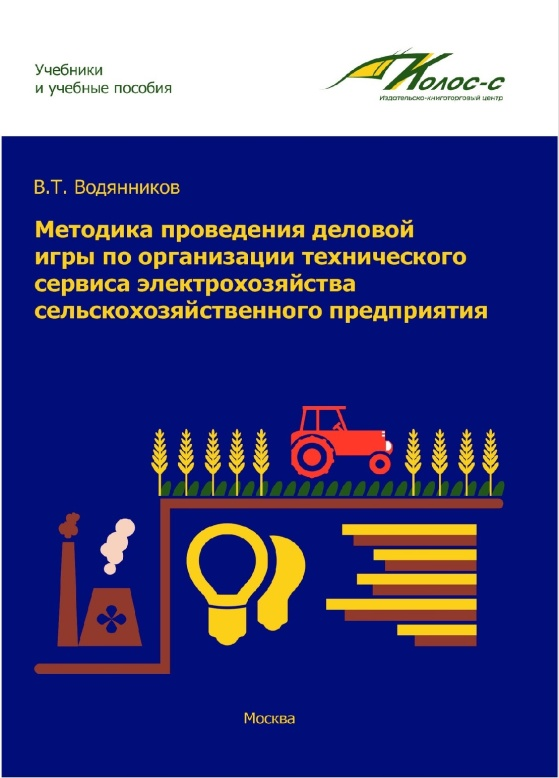 Учебники
и учебные пособия
Колос-с
Издательско-книготорговый центр
В.Т. Водянников
Методика проведения деловой
игры по организации технического
сервиса электрохозяйства
сельскохозяйственного предприятия
Москва